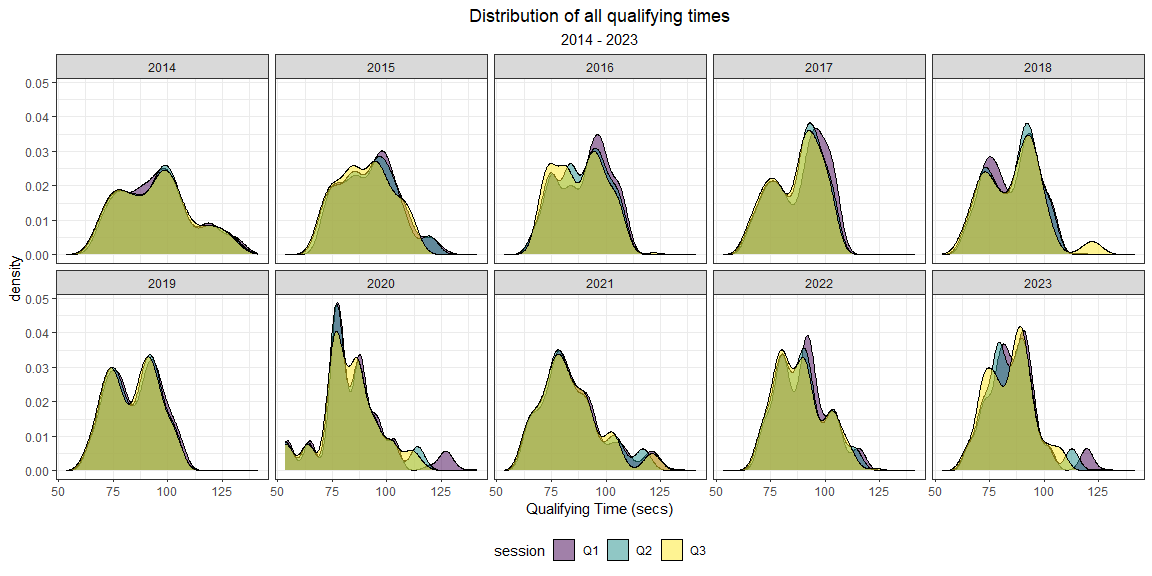 Distribution of all qualifying times
2014 - 2023
2014 2015 2016 2017 2018
0.05
0.04
0.03
0.02
0.01
0.00
density
2019 2020 2021 2022 2023
0.05
0.04
0.03
0.02
0.01
0.00
50 75 100 125 50 75 100 125 50 75 100 125 50 75 100 125 50 75 100 125
Qualifying Time (secs)
session Q1 Q2 Q3